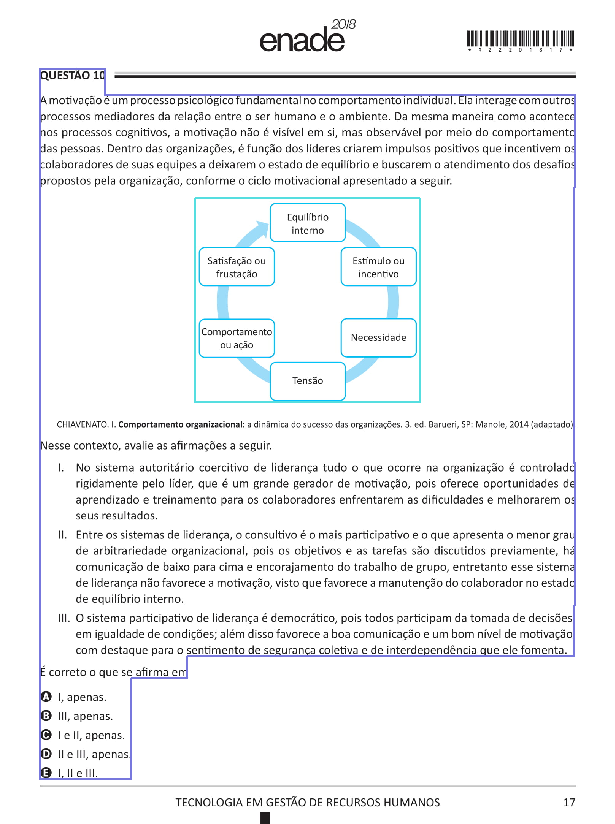 enade 2018
*R2220181 7*
QUESTÃO 10
A motivação é um processo psicológico fundamental no comportamento individual. Ela interage com outros
processos mediadores da relação entre o ser humano e o ambiente. Da mesma maneira como acontece
nos processos cognitivos, a motivação não é visível em si, mas observável por meio do comportamento
das pessoas. Dentro das organizações, é função dos líderes criarem impulsos positivos que incentivem os
colaboradores de suas equipes a deixarem o estado de equilíbrio e buscarem o atendimento dos desafios
propostos pela organização, conforme o ciclo motivacional apresentado a seguir.
Equilíbrio
interno
Estímulo ou
incentivo
Necessidade
Tensão
Comportamento
ou ação
Satisfação ou
frustação
CHIAVENATO, I. Comportamento organizacional: a dinâmica do sucesso das organizações. 3. ed. Barueri, SP: Manole, 2014 (adaptado).
Nesse contexto, avalie as afirmações a seguir.
I. No sistema autoritário coercitivo de liderança tudo o que ocorre na organização é controlado
rigidamente pelo líder, que é um grande gerador de motivação, pois oferece oportunidades de
aprendizado e treinamento para os colaboradores enfrentarem as dificuldades e melhorarem os
seus resultados.
II. Entre os sistemas de liderança, o consultivo é o mais participativo e o que apresenta o menor grau
de arbitrariedade organizacional, pois os objetivos e as tarefas são discutidos previamente, há
comunicação de baixo para cima e encorajamento do trabalho de grupo, entretanto esse sistema
de liderança não favorece a motivação, visto que favorece a manutenção do colaborador no estado
de equilíbrio interno.
III. O sistema participativo de liderança é democrático, pois todos participam da tomada de decisões
em igualdade de condições; além disso favorece a boa comunicação e um bom nível de motivação
com destaque para o sentimento de segurança coletiva e de interdependência que ele fomenta.
É correto o que se afirma em
A I, apenas.
B III, apenas.
C I e II, apenas.
D II e III, apenas.
E I, II e III.
TECNOLOGIA EM GESTÃO DE RECURSOS HUMANOS 17